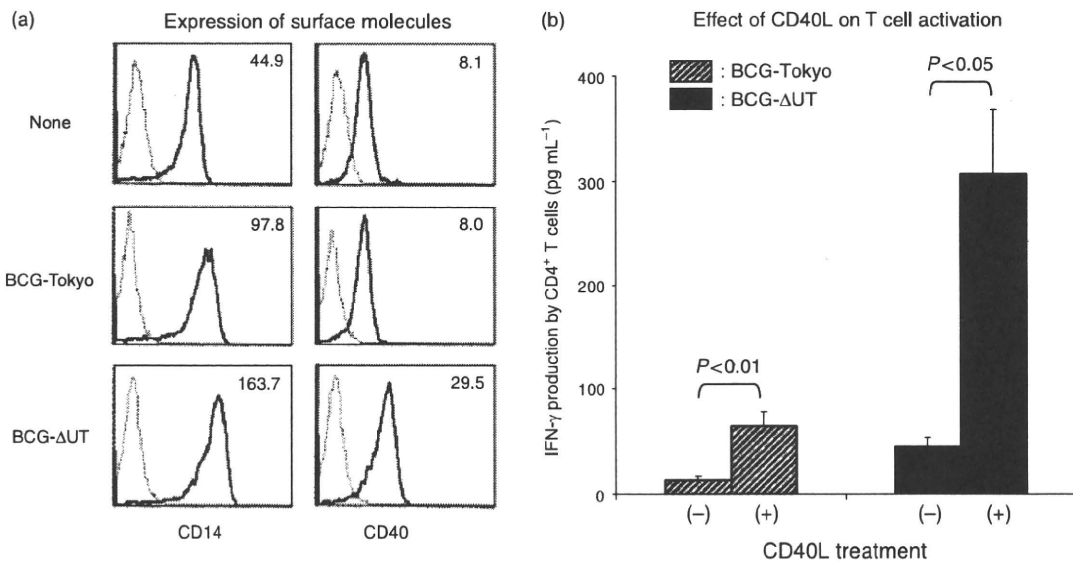 (a)
Expression of surface molecules
None
44.9
8.1
BCG-Tokyo
97.8
8.0
BCG-ΔUT
163.7
29.5
CD14
CD40
(b)
Effect of CD40L on T cell activation
: BCG-Tokyo
: BCG-ΔUT
P<0.05
P<0.01
IFN-γ production by CD4⁺ T cells (pg mL⁻¹)
400
300
200
100
0
(−)
(+)
(−)
(+)
CD40L treatment